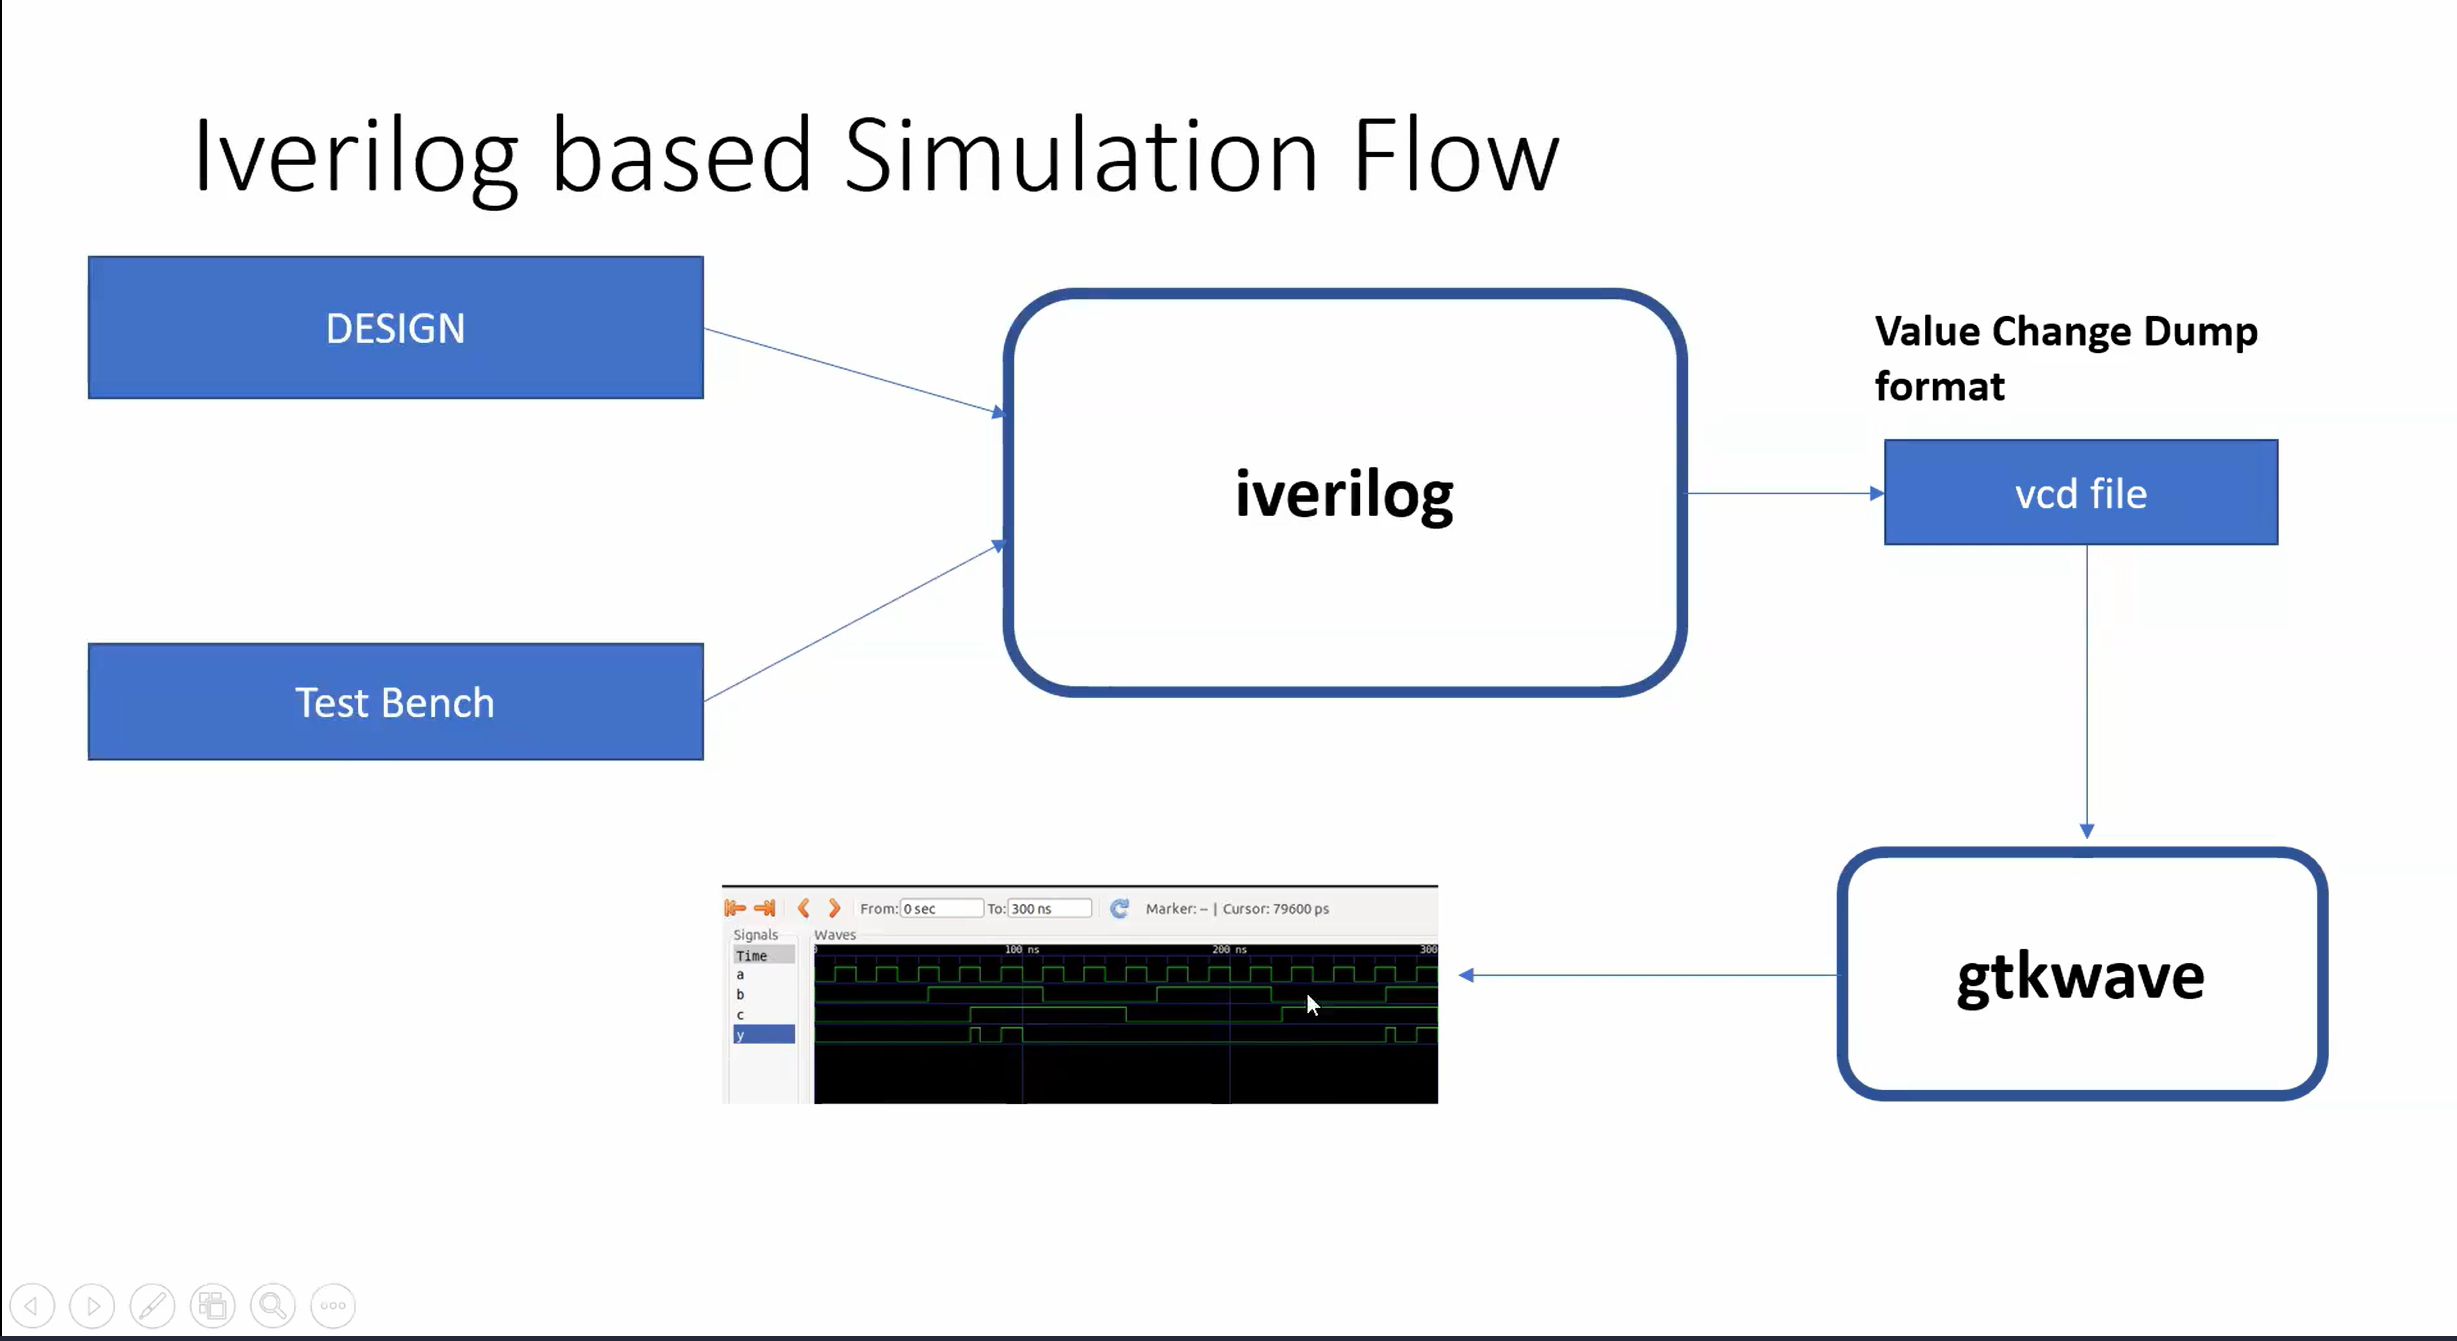 Iverilog based Simulation Flow
DESIGN
Test Bench
iverilog
Value Change Dump
format
vcd file
gtkwave
From: 0 sec To: 300 ns Marker: -- | Cursor: 79600 ps
Signals
Waves
Time
a
b
c
y
0 100 ns 200 ns 300